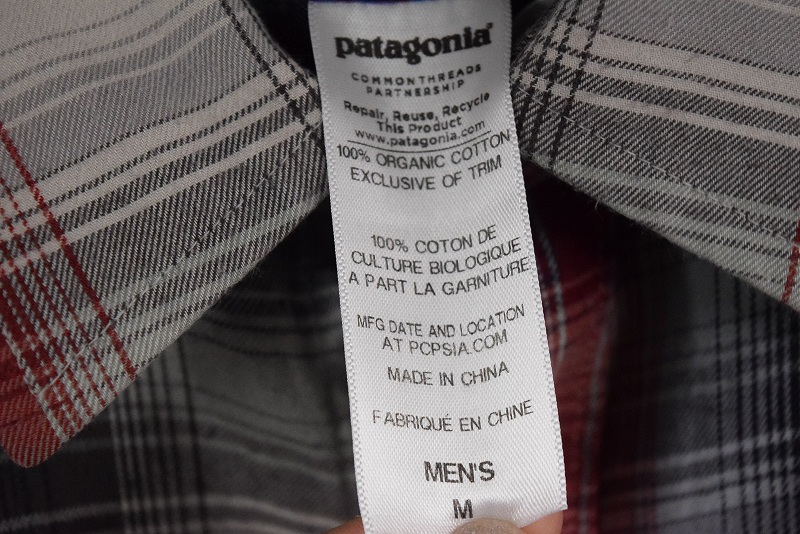 patagonia
COMMONTHREADS
PARTNERSHIP
Repair, Reuse, Recycle
This Product
www.patagonia.com
100% ORGANIC COTTON
EXCLUSIVE OF TRIM
100% COTON DE
CULTURE BIOLOGIQUE
A PART LA GARNITURE
MFG DATE AND LOCATION
AT PCPSIA.COM
MADE IN CHINA
FABRIQUÉ EN CHINE
MEN'S
M